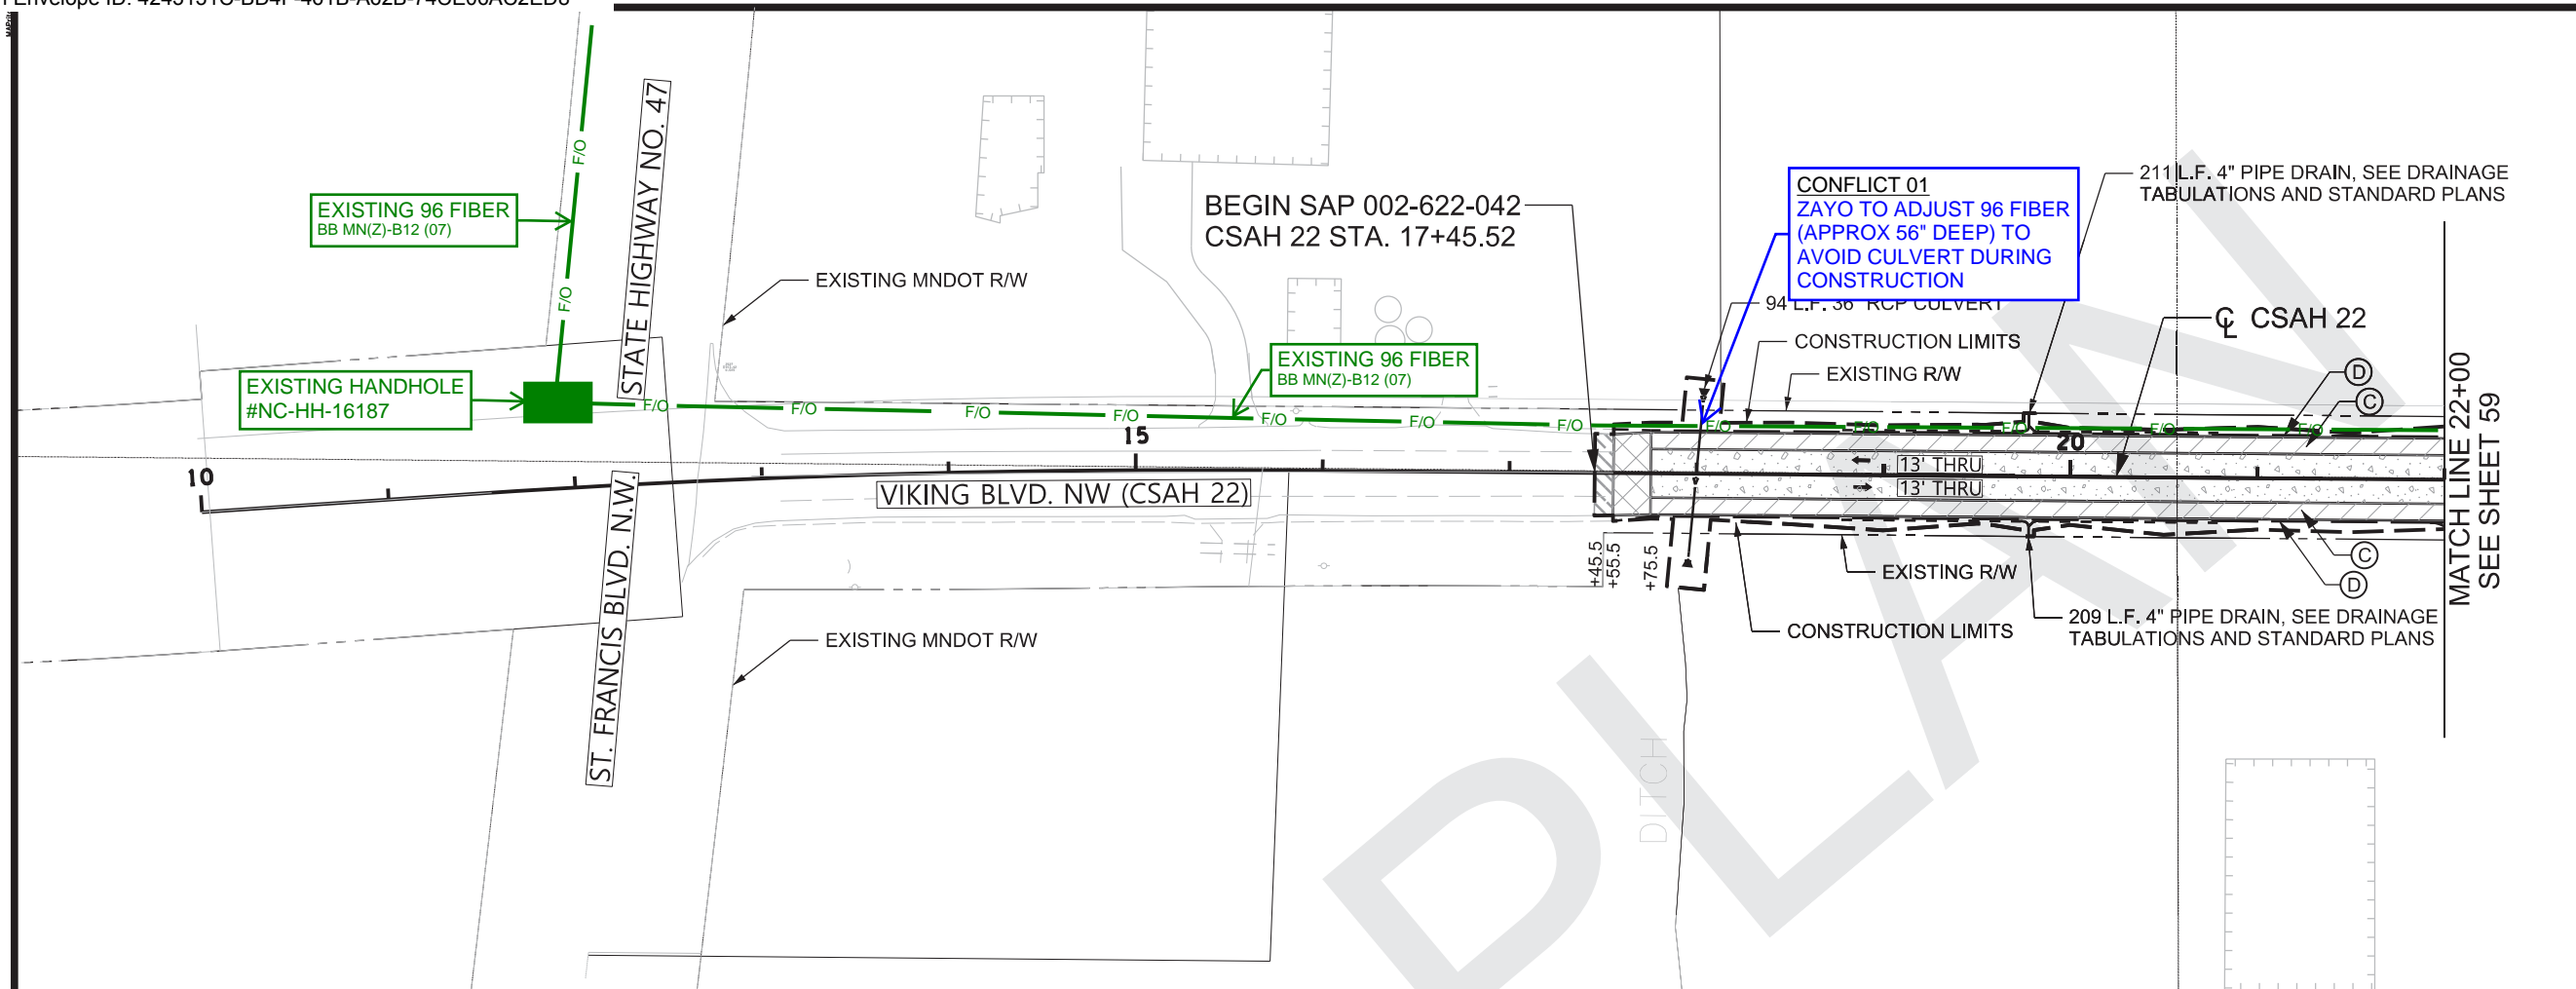 STATE HIGHWAY NO. 47
EXISTING 96 FIBER
BB MN(Z)-B12 (07)
F/O
F/O
EXISTING HANDHOLE
#NC-HH-16187
EXISTING MNDOT R/W
BEGIN SAP 002-622-042
CSAH 22 STA. 17+45.52
CONFLICT 01
ZAYO TO ADJUST 96 FIBER
(APPROX 56" DEEP) TO
AVOID CULVERT DURING
CONSTRUCTION
211 L.F. 4" PIPE DRAIN, SEE DRAINAGE
TABULATIONS AND STANDARD PLANS
94 L.F. 36" RCP CULVERT
CONSTRUCTION LIMITS
EXISTING R/W
CL CSAH 22
EXISTING 96 FIBER
BB MN(Z)-B12 (07)
D
C
F/O F/O F/O F/O F/O F/O F/O F/O F/O F/O F/O F/O
10
15
20
13' THRU
13' THRU
VIKING BLVD. NW (CSAH 22)
ST. FRANCIS BLVD. N.W.
+45.5
+55.5
+75.5
C
D
EXISTING R/W
CONSTRUCTION LIMITS
209 L.F. 4" PIPE DRAIN, SEE DRAINAGE
TABULATIONS AND STANDARD PLANS
MATCH LINE 22+00
SEE SHEET 59
EXISTING MNDOT R/W
DITCH
PLAN